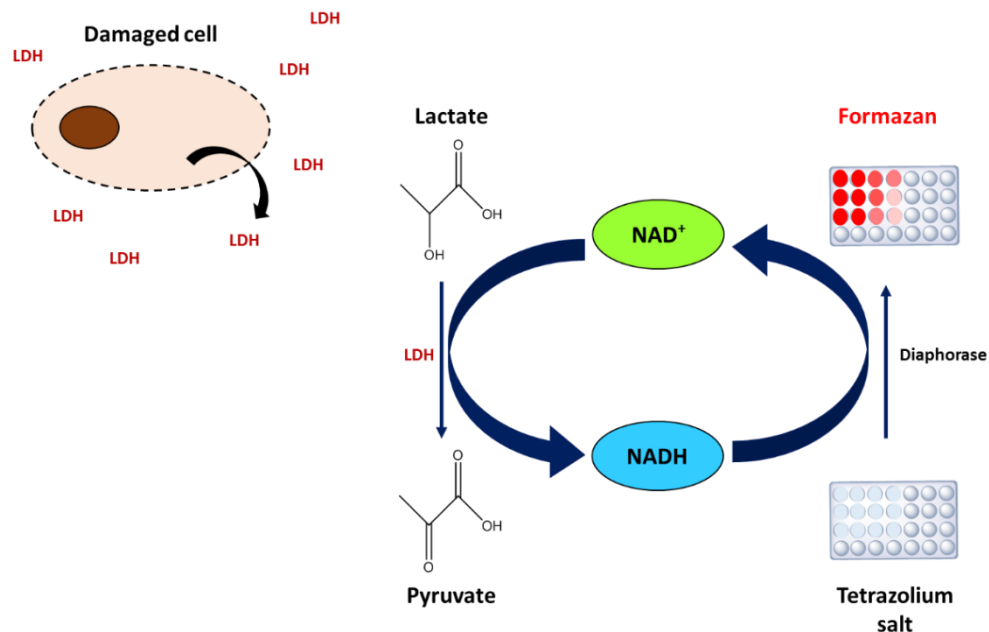 Damaged cell
LDH
LDH
LDH
LDH
LDH
LDH
LDH
Lactate
O
OH
OH
LDH
O
OH
O
Pyruvate
NAD+
NADH
Formazan
Diaphorase
Tetrazolium
salt